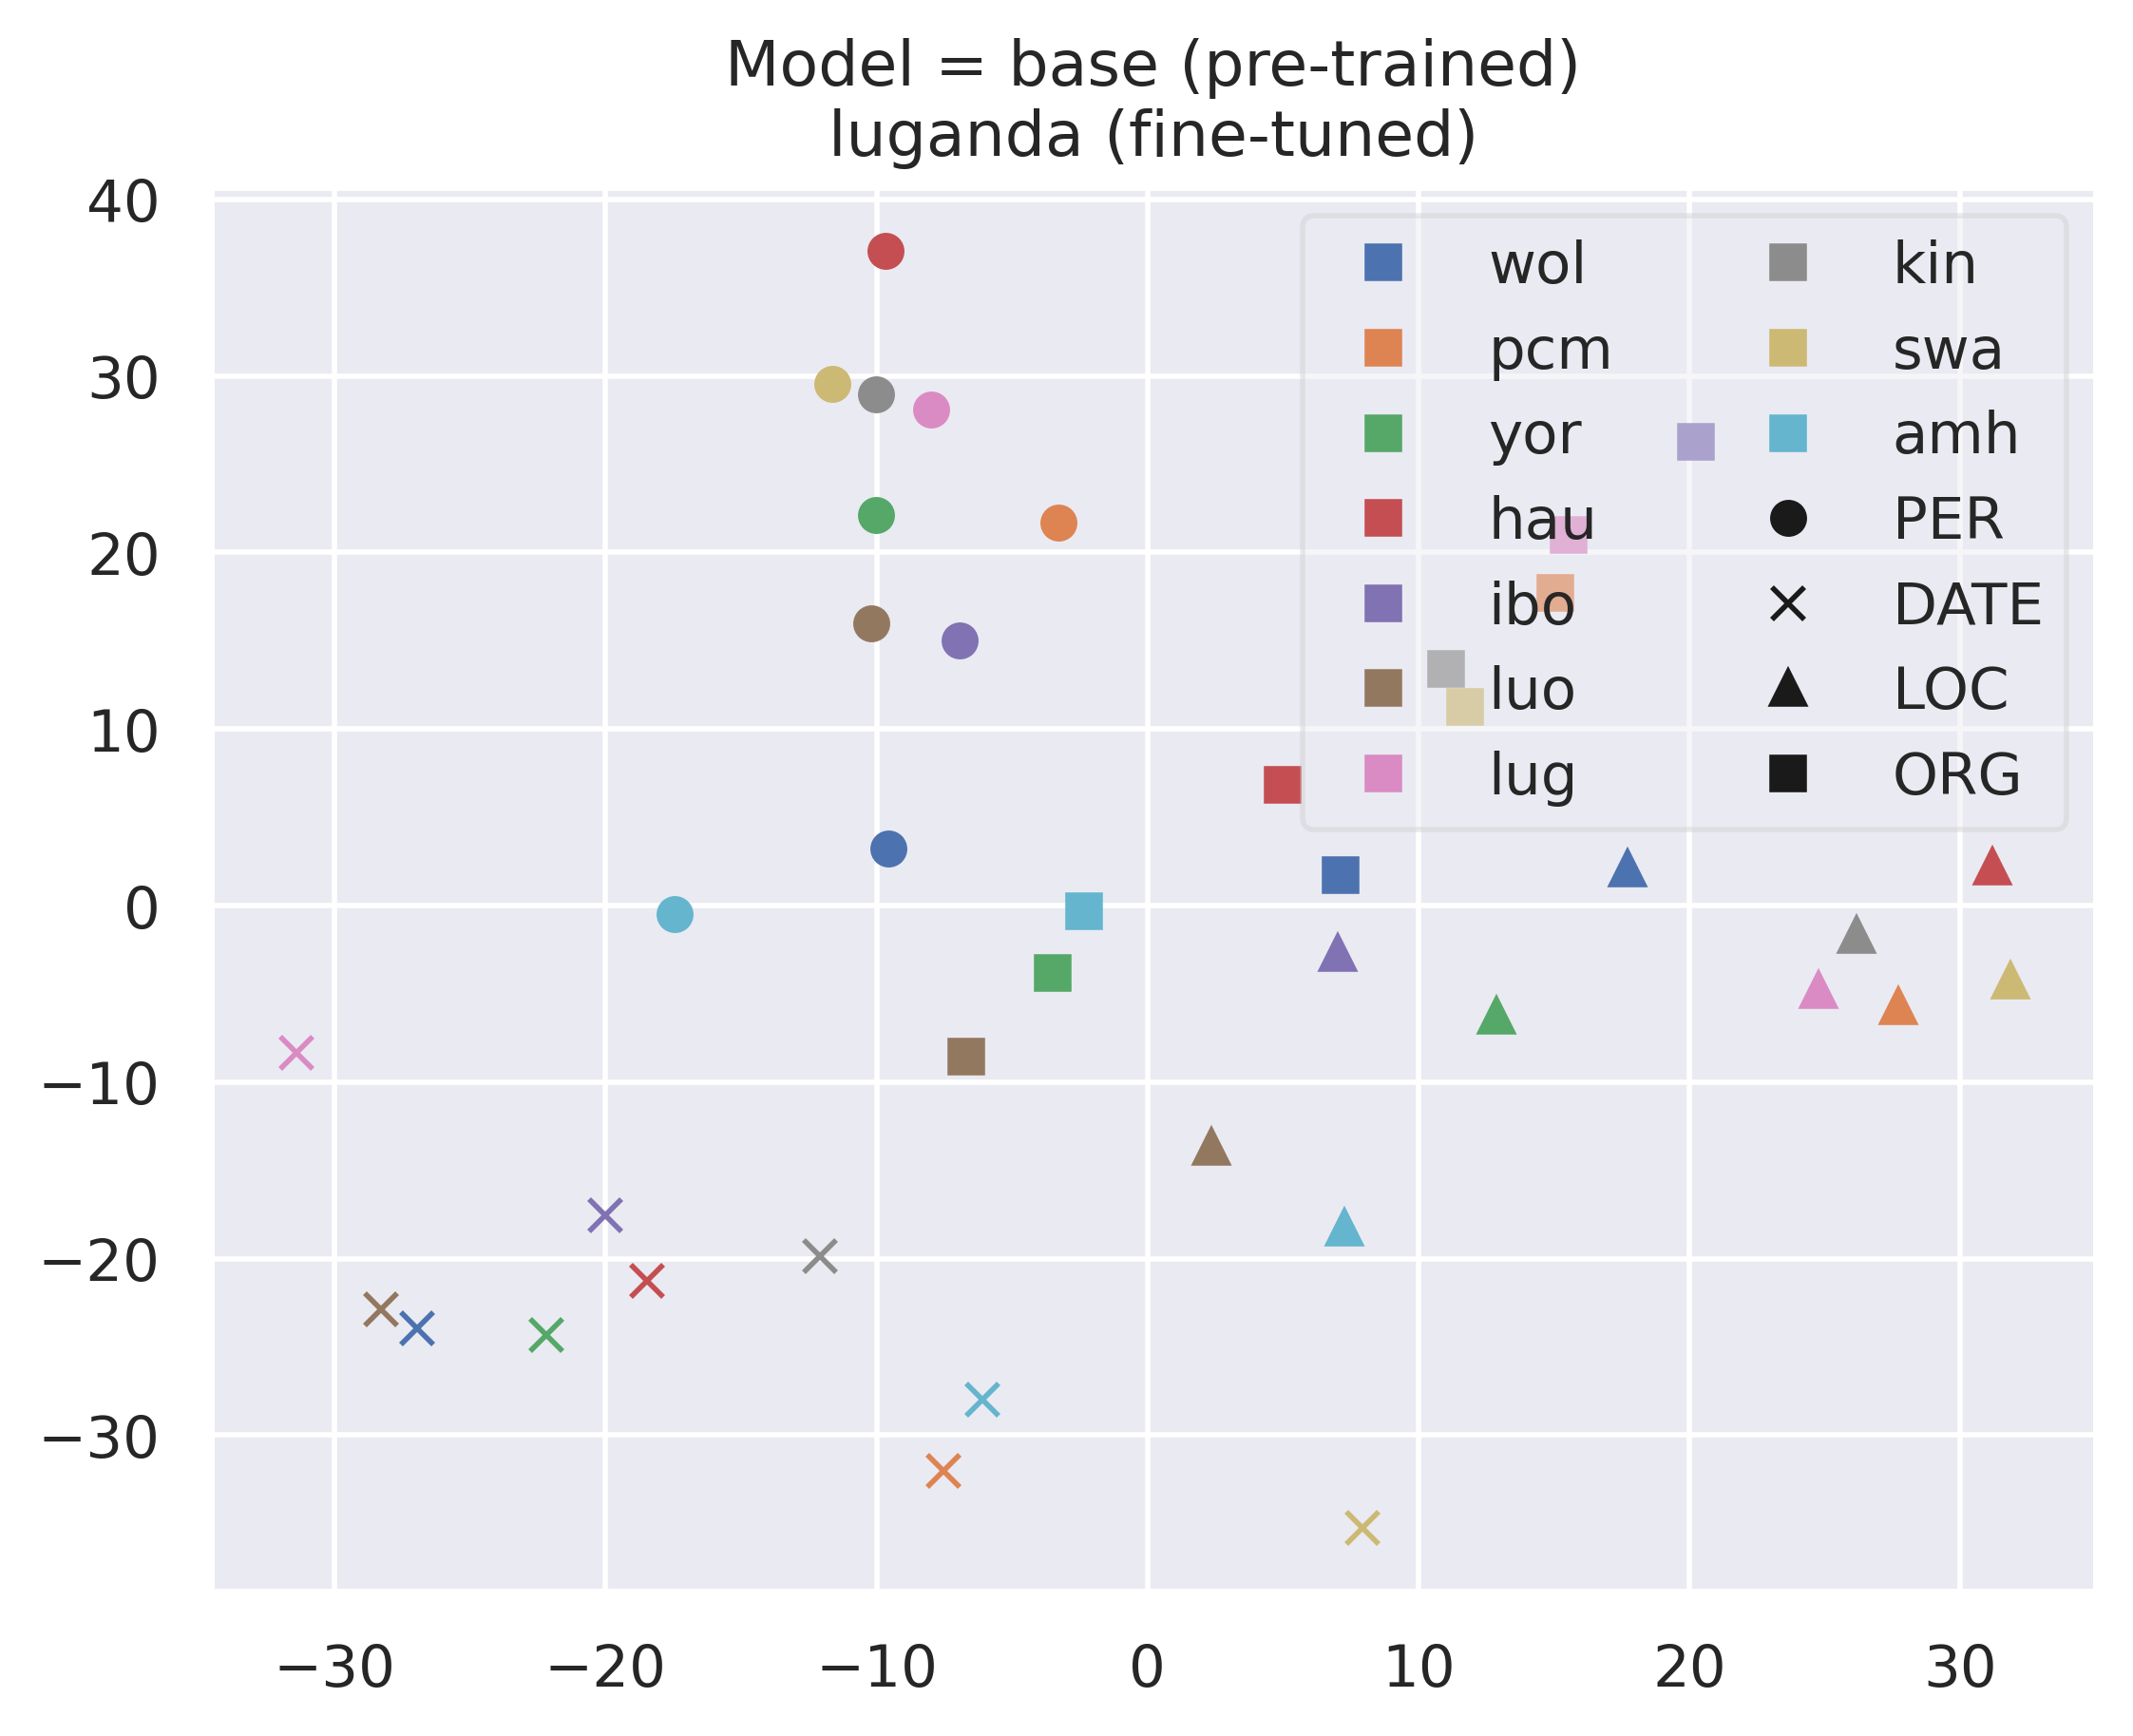 Model = base (pre-trained)
luganda (fine-tuned)
40
30
20
10
0
−10
−20
−30
wol
pcm
yor
hau
ibo
luo
lug
kin
swa
amh
PER
DATE
LOC
ORG
−30 −20 −10 0 10 20 30